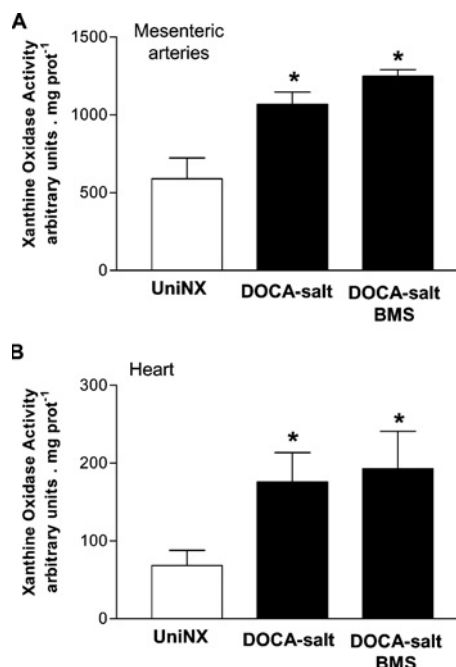 A
Mesenteric
arteries
Xanthine Oxidase Activity
arbitrary units . mg prot⁻¹
1500
1000
500
0
*
*
UniNX
DOCA-salt
DOCA-salt
BMS
B
Heart
Xanthine Oxidase Activity
arbitrary units . mg prot⁻¹
300
200
100
0
*
*
UniNX
DOCA-salt
DOCA-salt
BMS